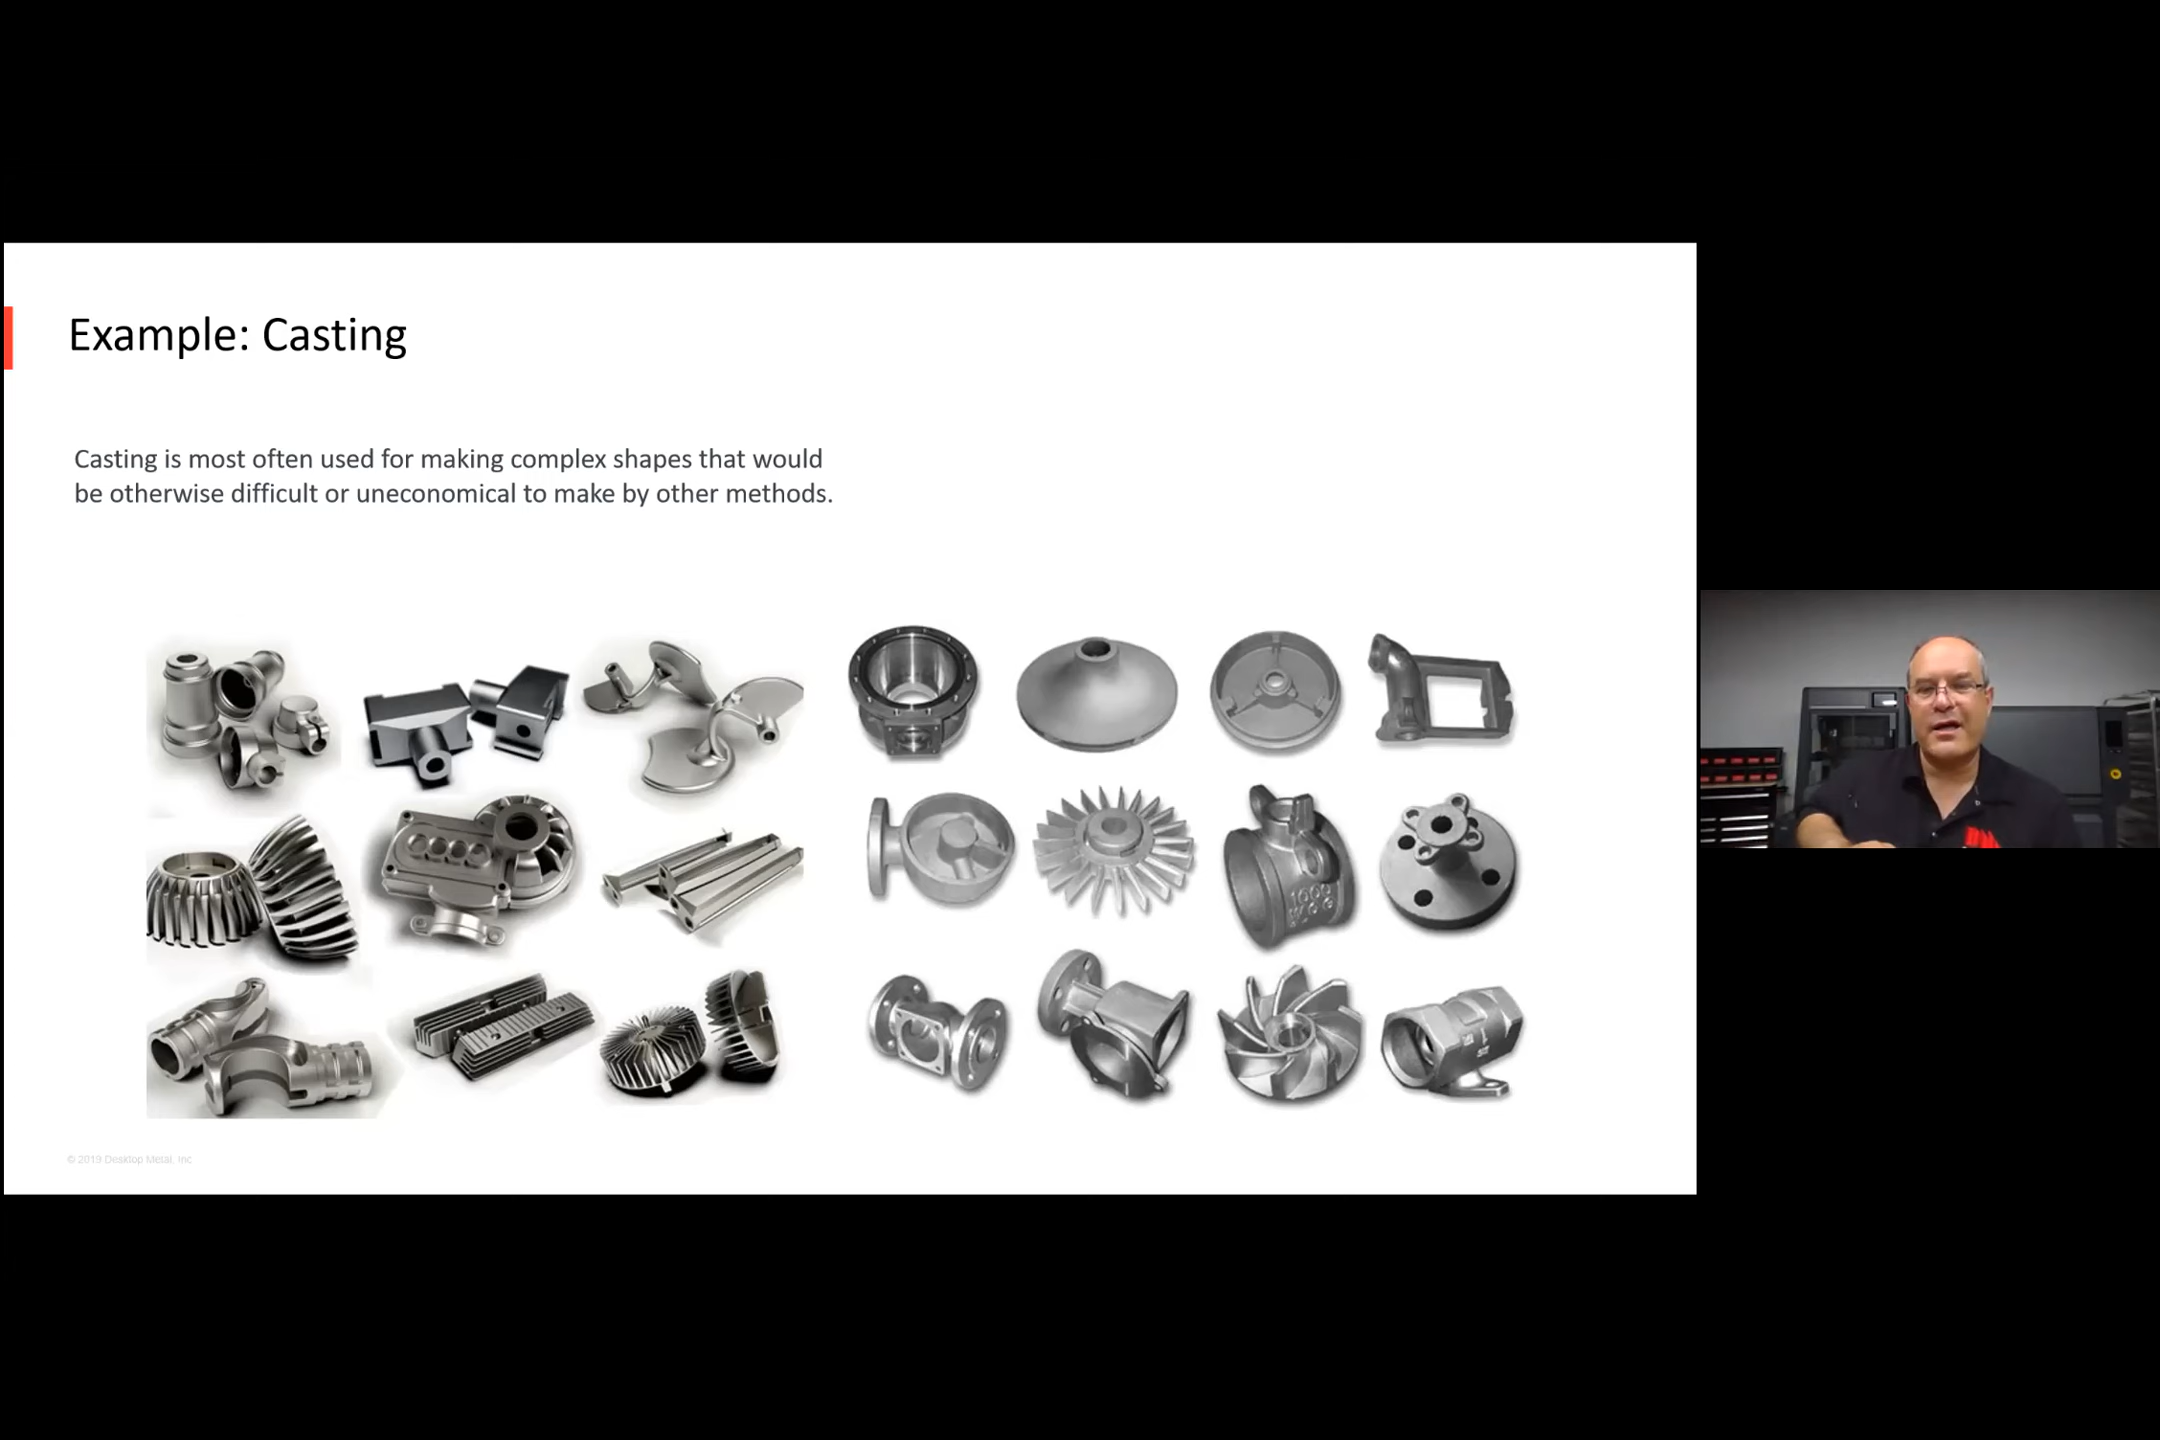 Example: Casting
Casting is most often used for making complex shapes that would
be otherwise difficult or uneconomical to make by other methods.
1000
© 2019 Desktop Metal, Inc